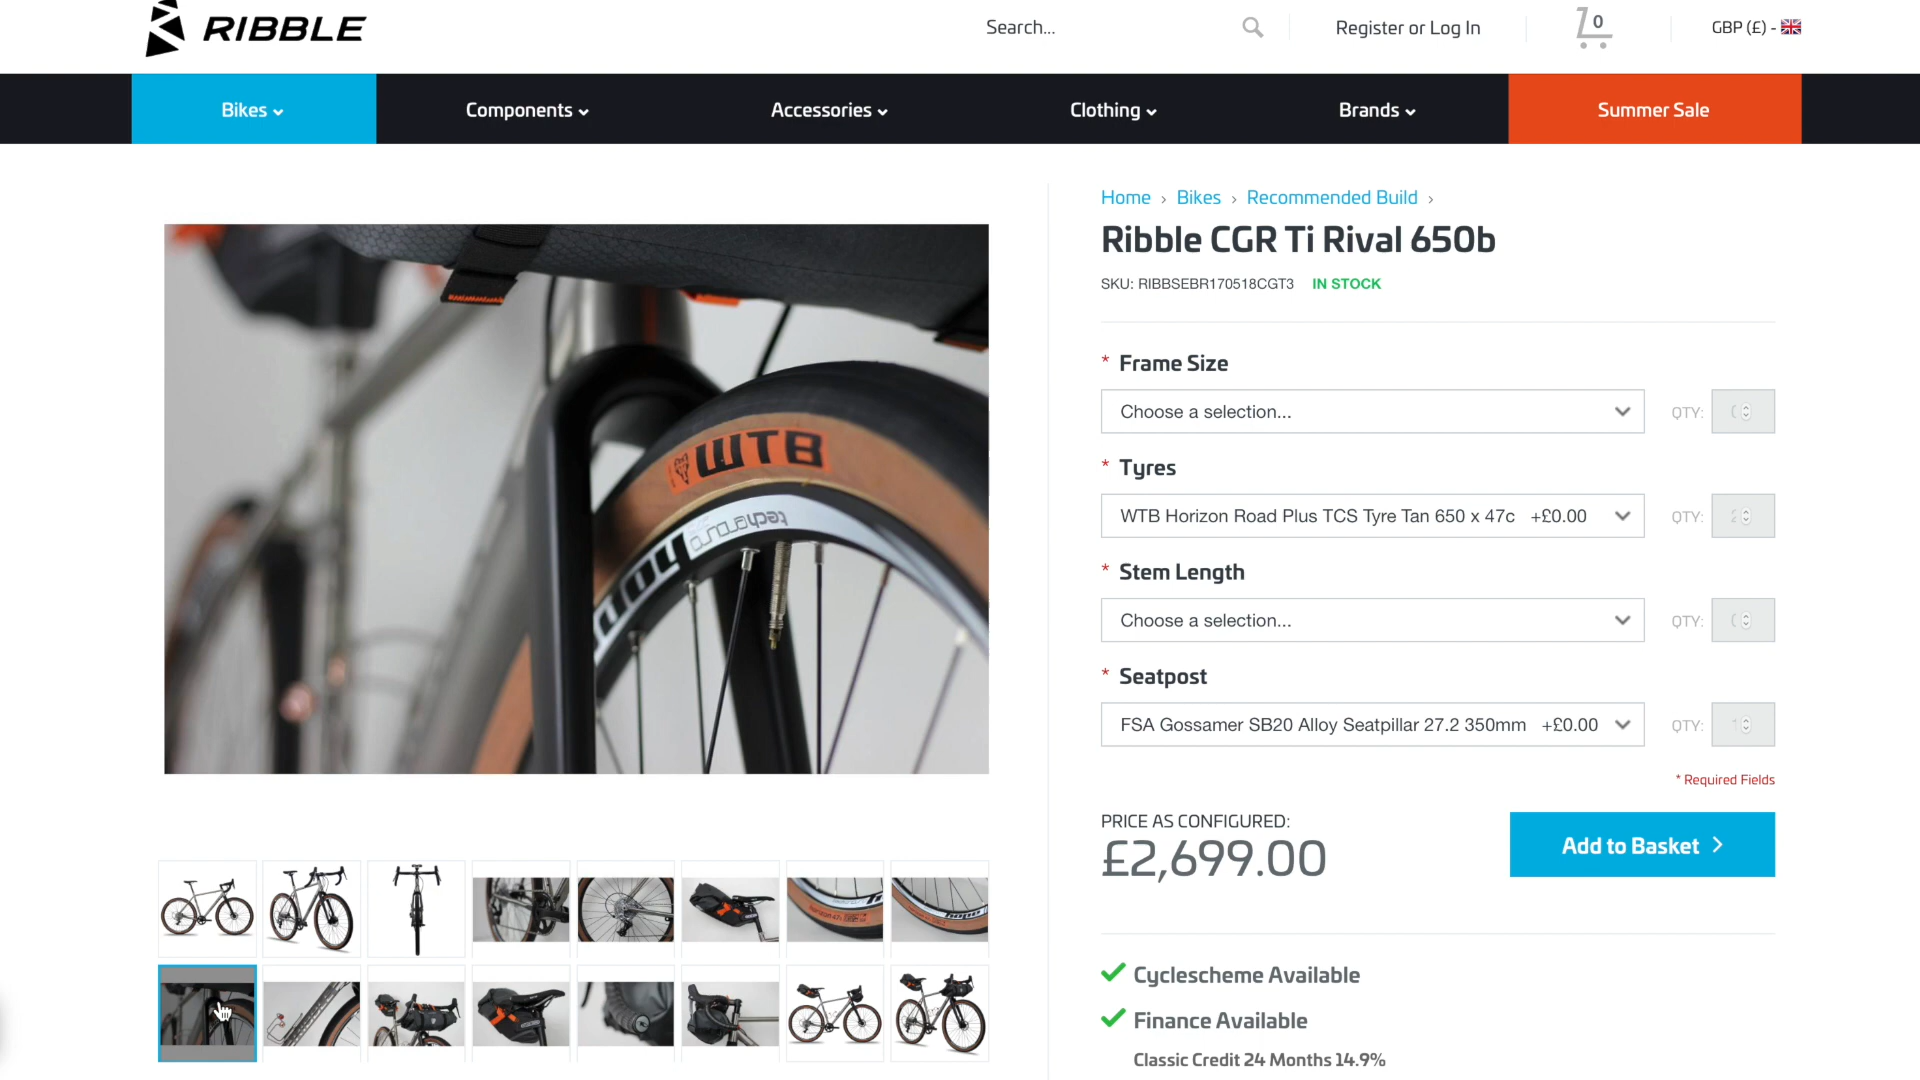 RIBBLE
Search...
Register or Log In
0
GBP (£) -
Bikes
Components
Accessories
Clothing
Brands
Summer Sale
Home › Bikes › Recommended Build ›
Ribble CGR Ti Rival 650b
SKU: RIBBSEBR170518CGT3 IN STOCK
* Frame Size
Choose a selection...
QTY:
* Tyres
WTB Horizon Road Plus TCS Tyre Tan 650 x 47c +£0.00
QTY:
* Stem Length
Choose a selection...
QTY:
* Seatpost
FSA Gossamer SB20 Alloy Seatpillar 27.2 350mm +£0.00
QTY:
* Required Fields
PRICE AS CONFIGURED:
£2,699.00
Add to Basket
Cyclescheme Available
Finance Available
Classic Credit 24 Months 14.9%
WTB